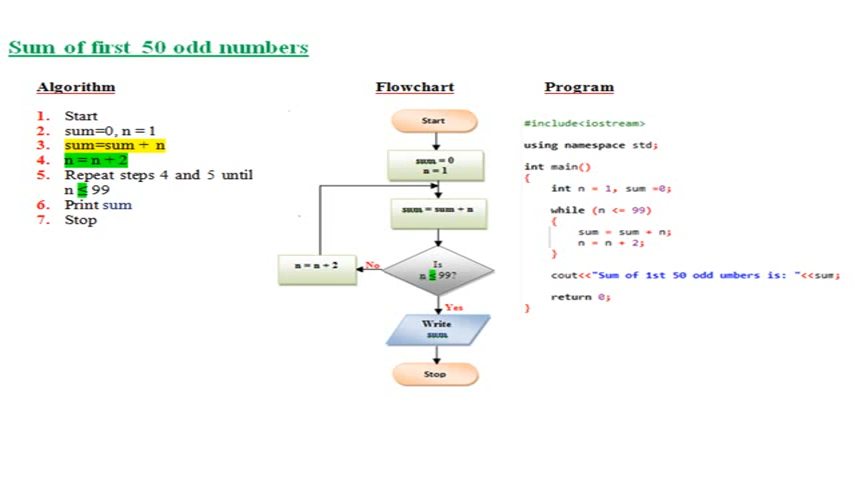 Sum of first 50 odd numbers
Algorithm
1. Start
2. sum=0, n = 1
3. sum=sum + n
4. n = n + 2
5. Repeat steps 4 and 5 until
n ≤ 99
6. Print sum
7. Stop
Flowchart
Start
sum = 0
n = 1
sum = sum + n
Is
n ≤ 99?
No
n = n + 2
Yes
Write
sum
Stop
Program
#include<iostream>
using namespace std;
int main()
{
int n = 1, sum =0;
while (n <= 99)
{
sum = sum + n;
n = n + 2;
}
cout<<"Sum of 1st 50 odd umbers is: "<<sum;
return 0;
}